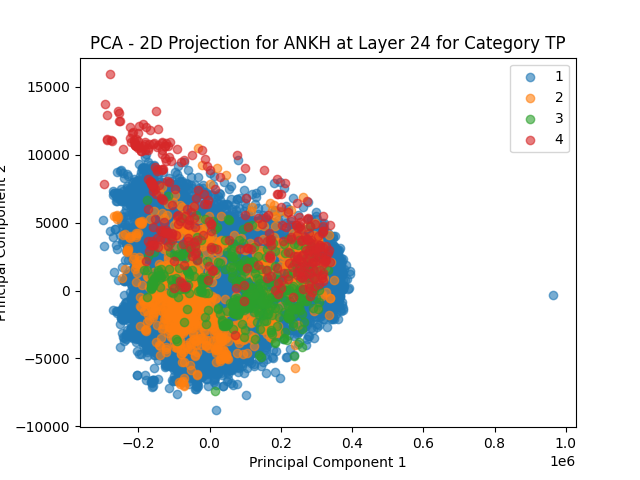 PCA - 2D Projection for ANKH at Layer 24 for Category TP
1
2
3
4
15000
10000
5000
0
−5000
−10000
Principal Component 2
−0.2 0.0 0.2 0.4 0.6 0.8 1.0
1e6
Principal Component 1